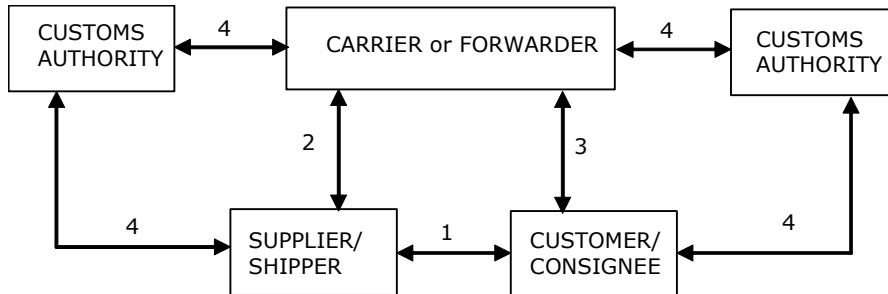 CUSTOMS
AUTHORITY
4
CARRIER or FORWARDER
4
CUSTOMS
AUTHORITY
2
3
4
SUPPLIER/
SHIPPER
1
CUSTOMER/
CONSIGNEE
4